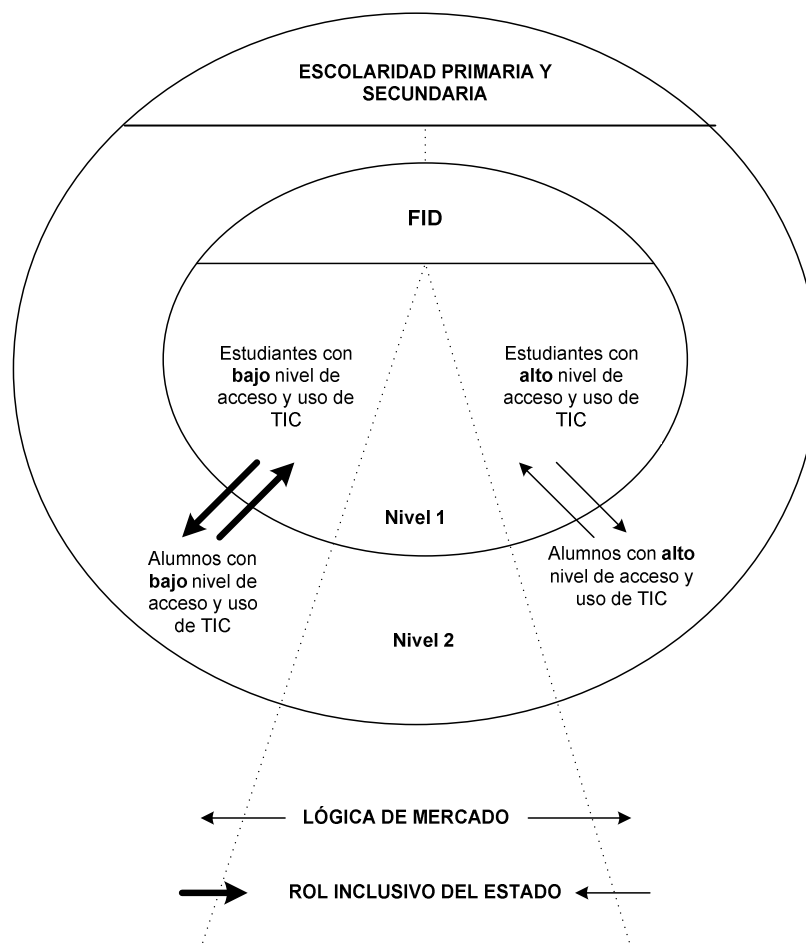 ESCOLARIDAD PRIMARIA Y
SECUNDARIA
FID
Estudiantes con
bajo nivel de
acceso y uso de
TIC
Estudiantes con
alto nivel de
acceso y uso de
TIC
Nivel 1
Alumnos con
bajo nivel de
acceso y uso
de TIC
Alumnos con alto
nivel de acceso y
uso de TIC
Nivel 2
LÓGICA DE MERCADO
ROL INCLUSIVO DEL ESTADO